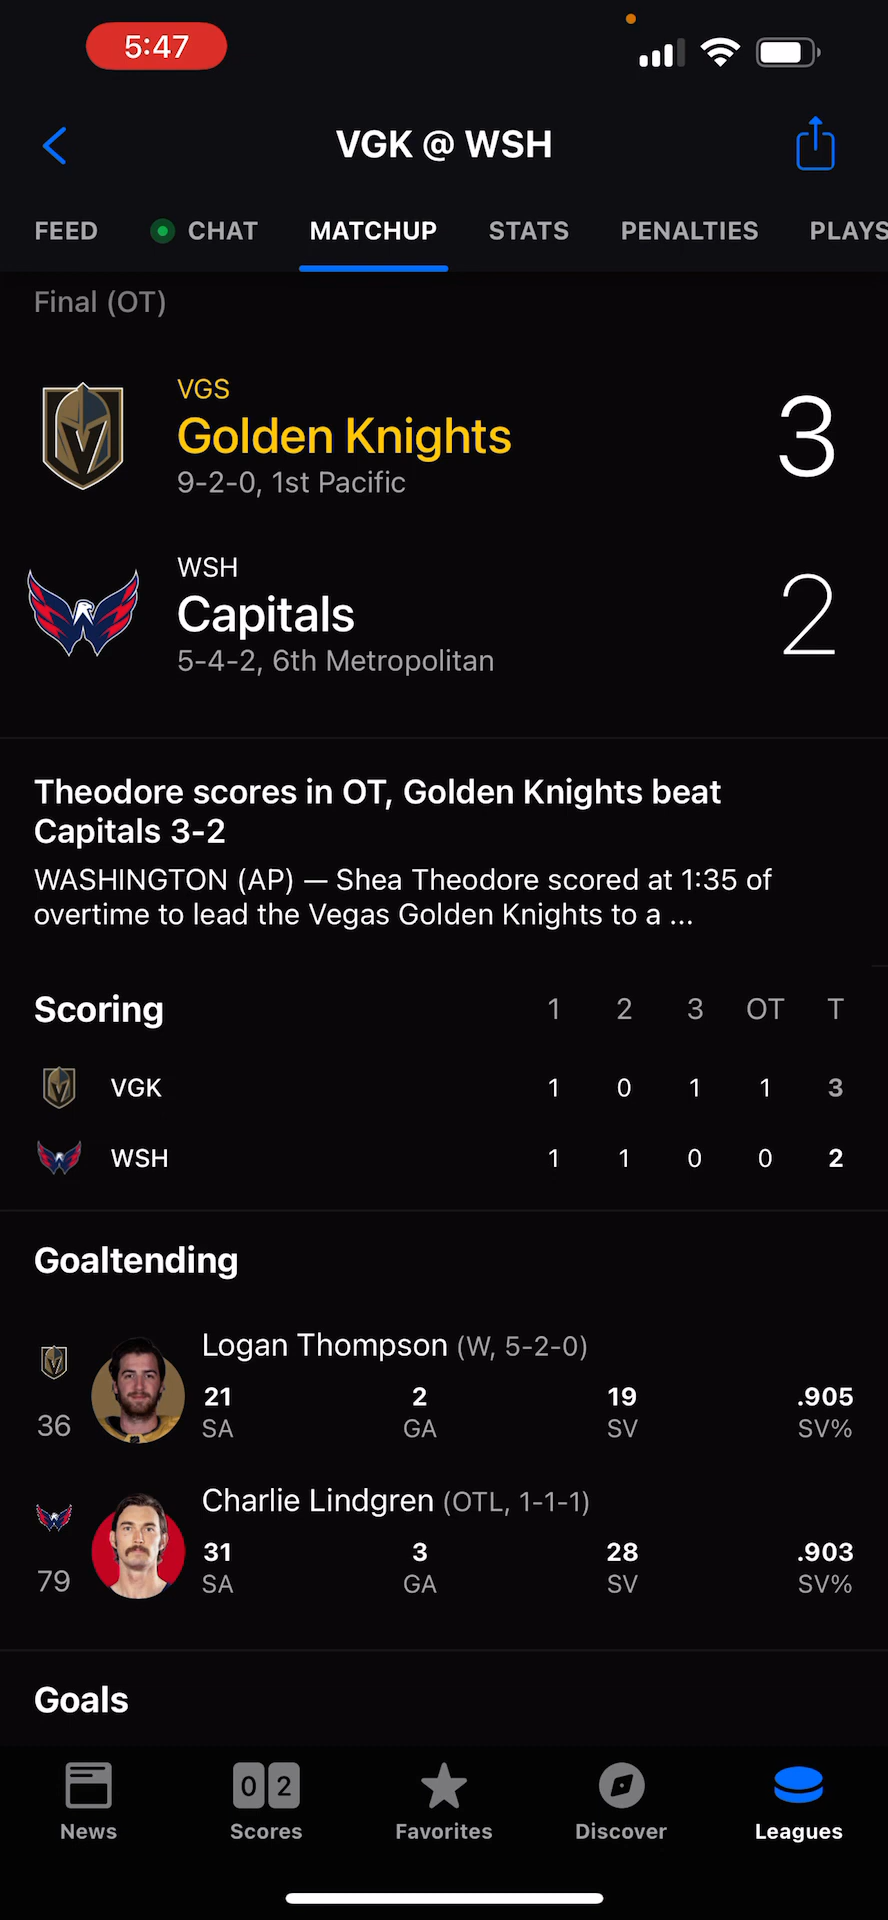 5:47
VGK @ WSH
FEED CHAT MATCHUP STATS PENALTIES PLAYS
Final (OT)
VGS
Golden Knights
9-2-0, 1st Pacific
3
WSH
Capitals
5-4-2, 6th Metropolitan
2
Theodore scores in OT, Golden Knights beat
Capitals 3-2
WASHINGTON (AP) — Shea Theodore scored at 1:35 of
overtime to lead the Vegas Golden Knights to a ...
Scoring 1 2 3 OT T
VGK 1 0 1 1 3
WSH 1 1 0 0 2
Goaltending
Logan Thompson (W, 5-2-0)
36
21 2 19 .905
SA GA SV SV%
Charlie Lindgren (OTL, 1-1-1)
79
31 3 28 .903
SA GA SV SV%
Goals
0 2
News Scores Favorites Discover Leagues